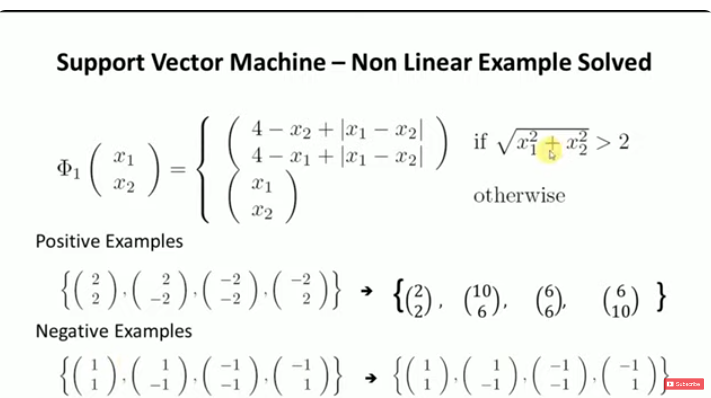 Support Vector Machine – Non Linear Example Solved
Φ₁ ( x₁ x₂ ) = { ( 4 − x₂ + |x₁ − x₂| 4 − x₁ + |x₁ − x₂| ) if √(x₁² + x₂²) > 2
( x₁ x₂ ) otherwise
Positive Examples
{ ( 2 2 ), ( 2 −2 ), ( −2 −2 ), ( −2 2 ) } → { ( 2 2 ), ( 10 6 ), ( 6 6 ), ( 6 10 ) }
Negative Examples
{ ( 1 1 ), ( 1 −1 ), ( −1 −1 ), ( −1 1 ) } → { ( 1 1 ), ( 1 −1 ), ( −1 −1 ), ( −1 1 ) }
Subscribe